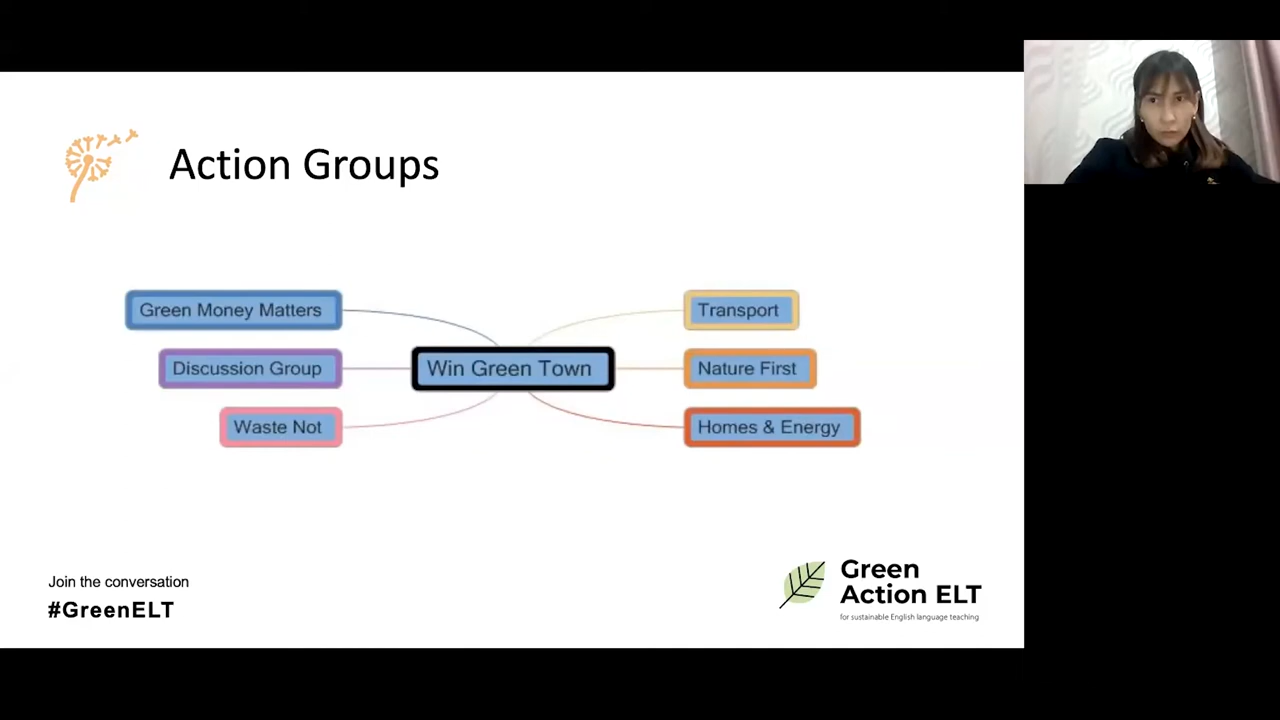 Action Groups
Green Money Matters
Discussion Group
Waste Not
Win Green Town
Transport
Nature First
Homes & Energy
Join the conversation
#GreenELT
Green
Action ELT
for sustainable English language teaching